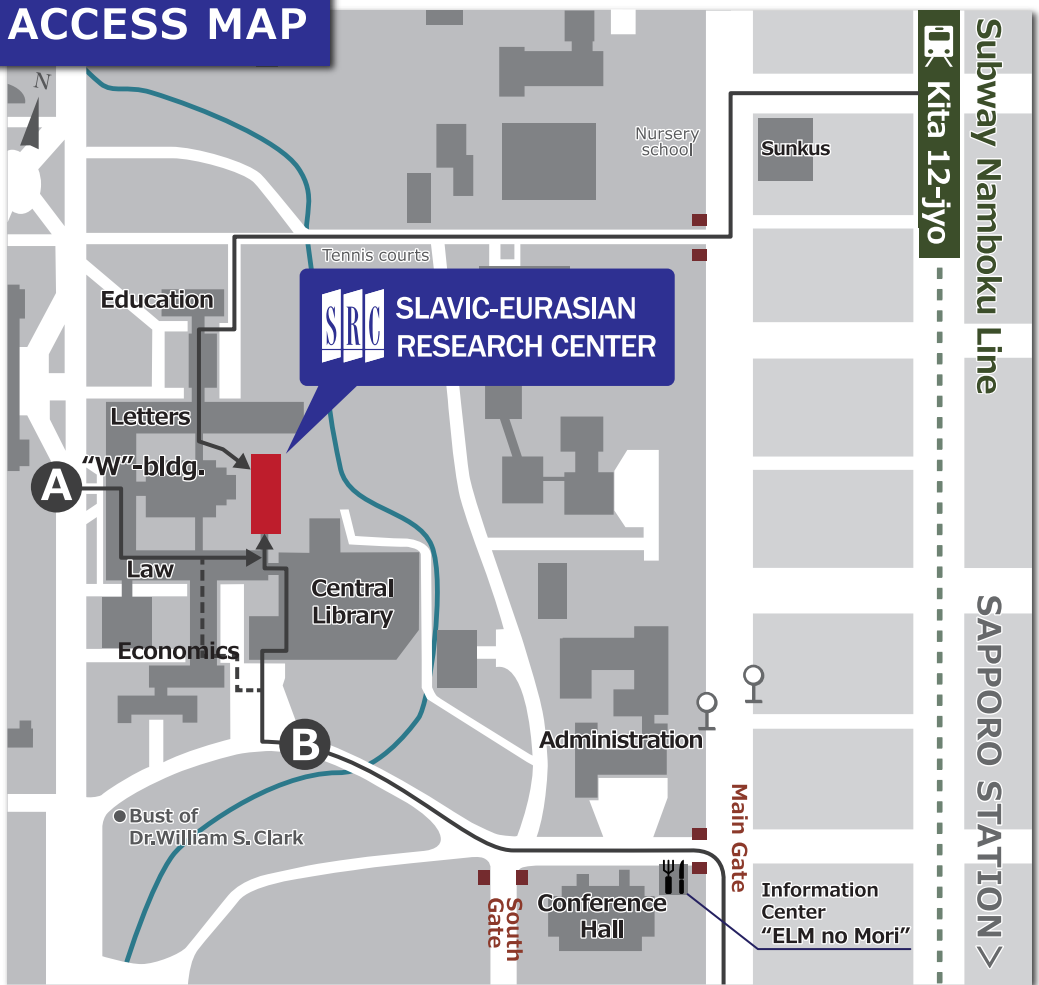 ACCESS MAP
N
Subway Namboku Line
Kita 12-jyo
Nursery
school
Sunkus
Tennis courts
Education
SRC
SLAVIC-EURASIAN
RESEARCH CENTER
Letters
"W"-bldg.
A
Law
Central
Library
Economics
SAPPORO STATION >
B
Administration
Bust of
Dr.William S. Clark
Main Gate
South
Gate
Conference
Hall
Information
Center
"ELM no Mori"